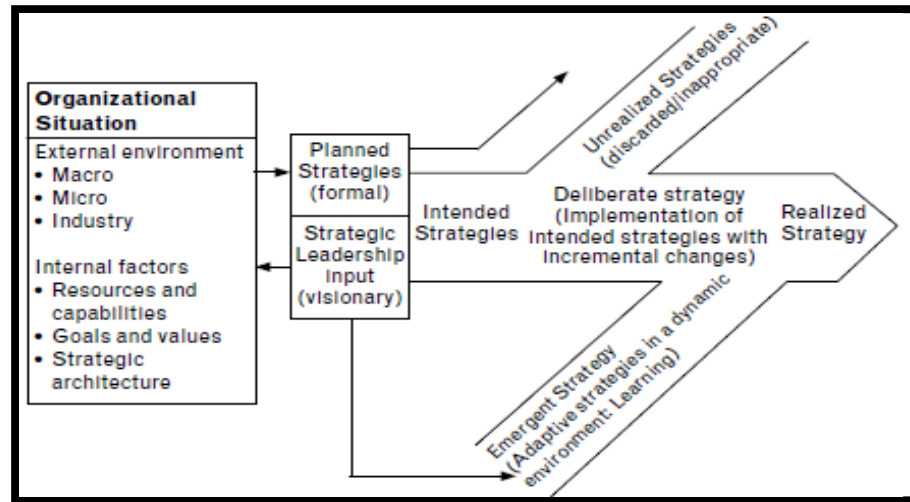 Organizational
Situation
External environment
• Macro
• Micro
• Industry
Internal factors
• Resources and
capabilities
• Goals and values
• Strategic
architecture
Planned
Strategies
(formal)
Strategic
Leadership
Input
(visionary)
Intended
Strategies
Unrealized Strategies
(discarded/inappropriate)
Deliberate strategy
(Implementation of
intended strategies with
incremental changes)
Realized
Strategy
Emergent Strategy
(Adaptive strategies in a dynamic
environment: Learning)